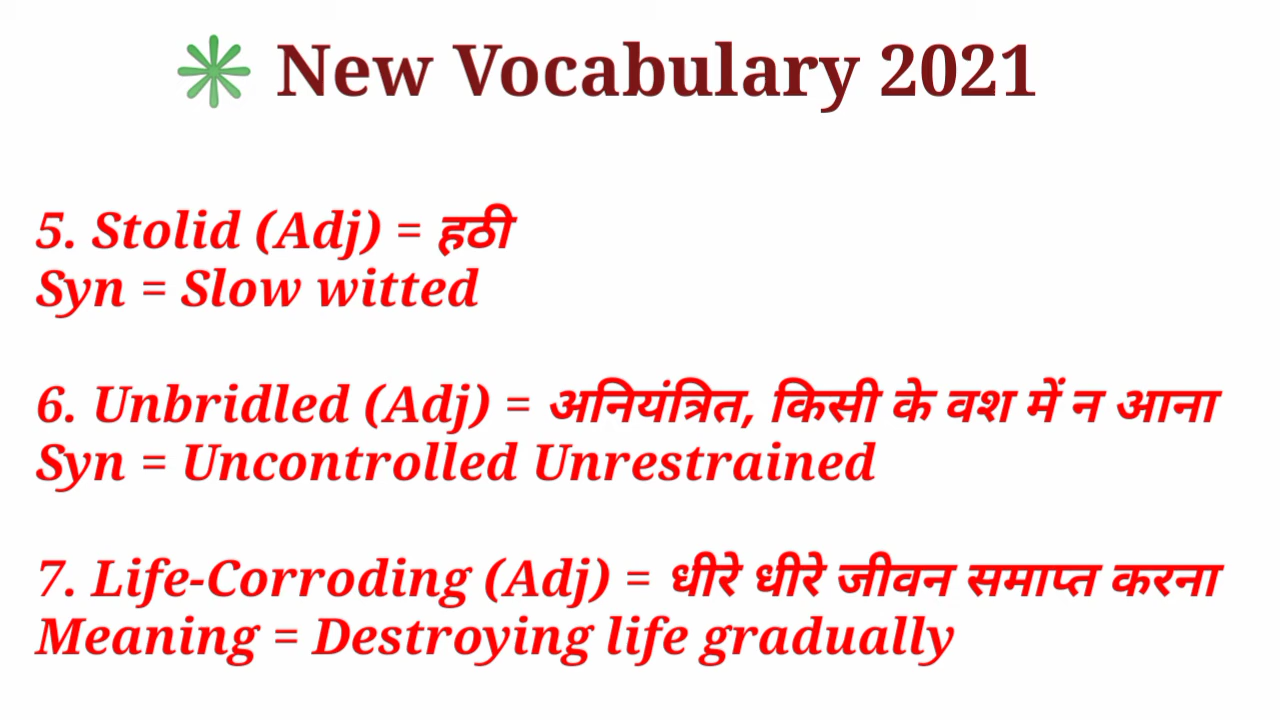 ✳ New Vocabulary 2021
5. Stolid (Adj) = हठी
Syn = Slow witted
6. Unbridled (Adj) = अनियंत्रित, किसी के वश में न आना
Syn = Uncontrolled Unrestrained
7. Life-Corroding (Adj) = धीरे धीरे जीवन समाप्त करना
Meaning = Destroying life gradually